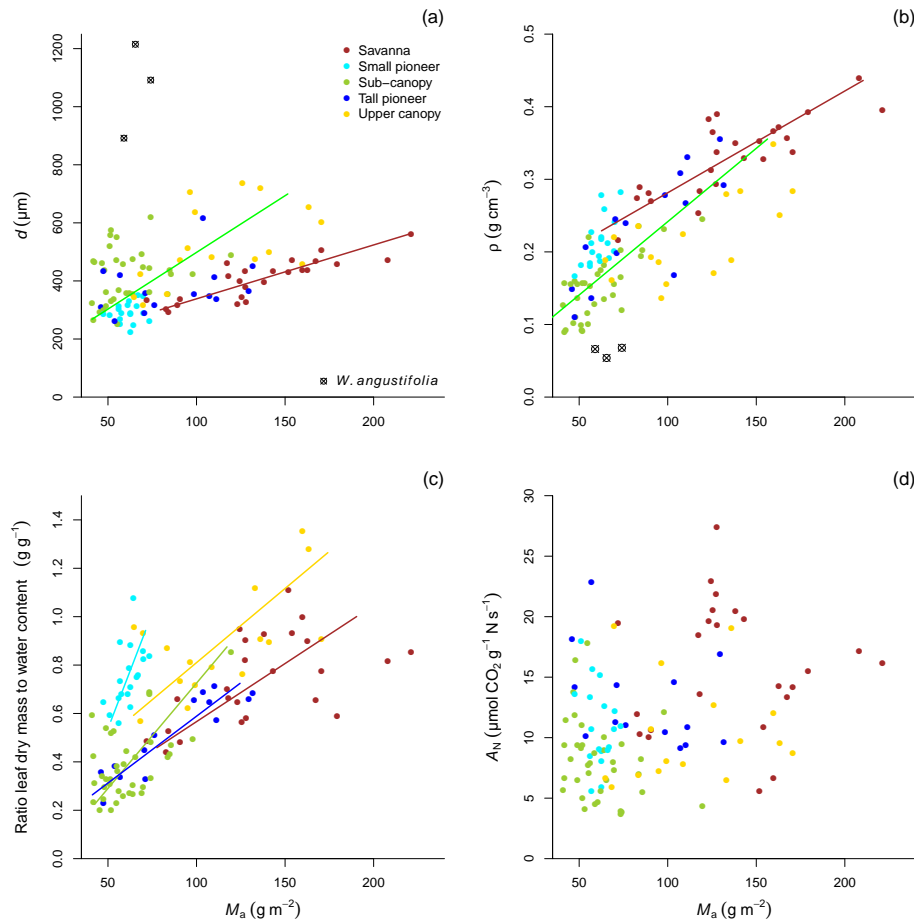 (a)
d (μm)
0
200
400
600
800
1000
1200
50
100
150
200
Savanna
Small pioneer
Sub−canopy
Tall pioneer
Upper canopy
W. angustifolia
(b)
ρ (g cm−3)
0.0
0.1
0.2
0.3
0.4
0.5
50
100
150
200
(c)
Ratio leaf dry mass to water content (g g−1)
0.0
0.2
0.4
0.6
0.8
1.0
1.2
1.4
50
100
150
200
Ma (g m−2)
(d)
AN (μmol CO2 g−1 N s−1)
0
5
10
15
20
25
30
50
100
150
200
Ma (g m−2)